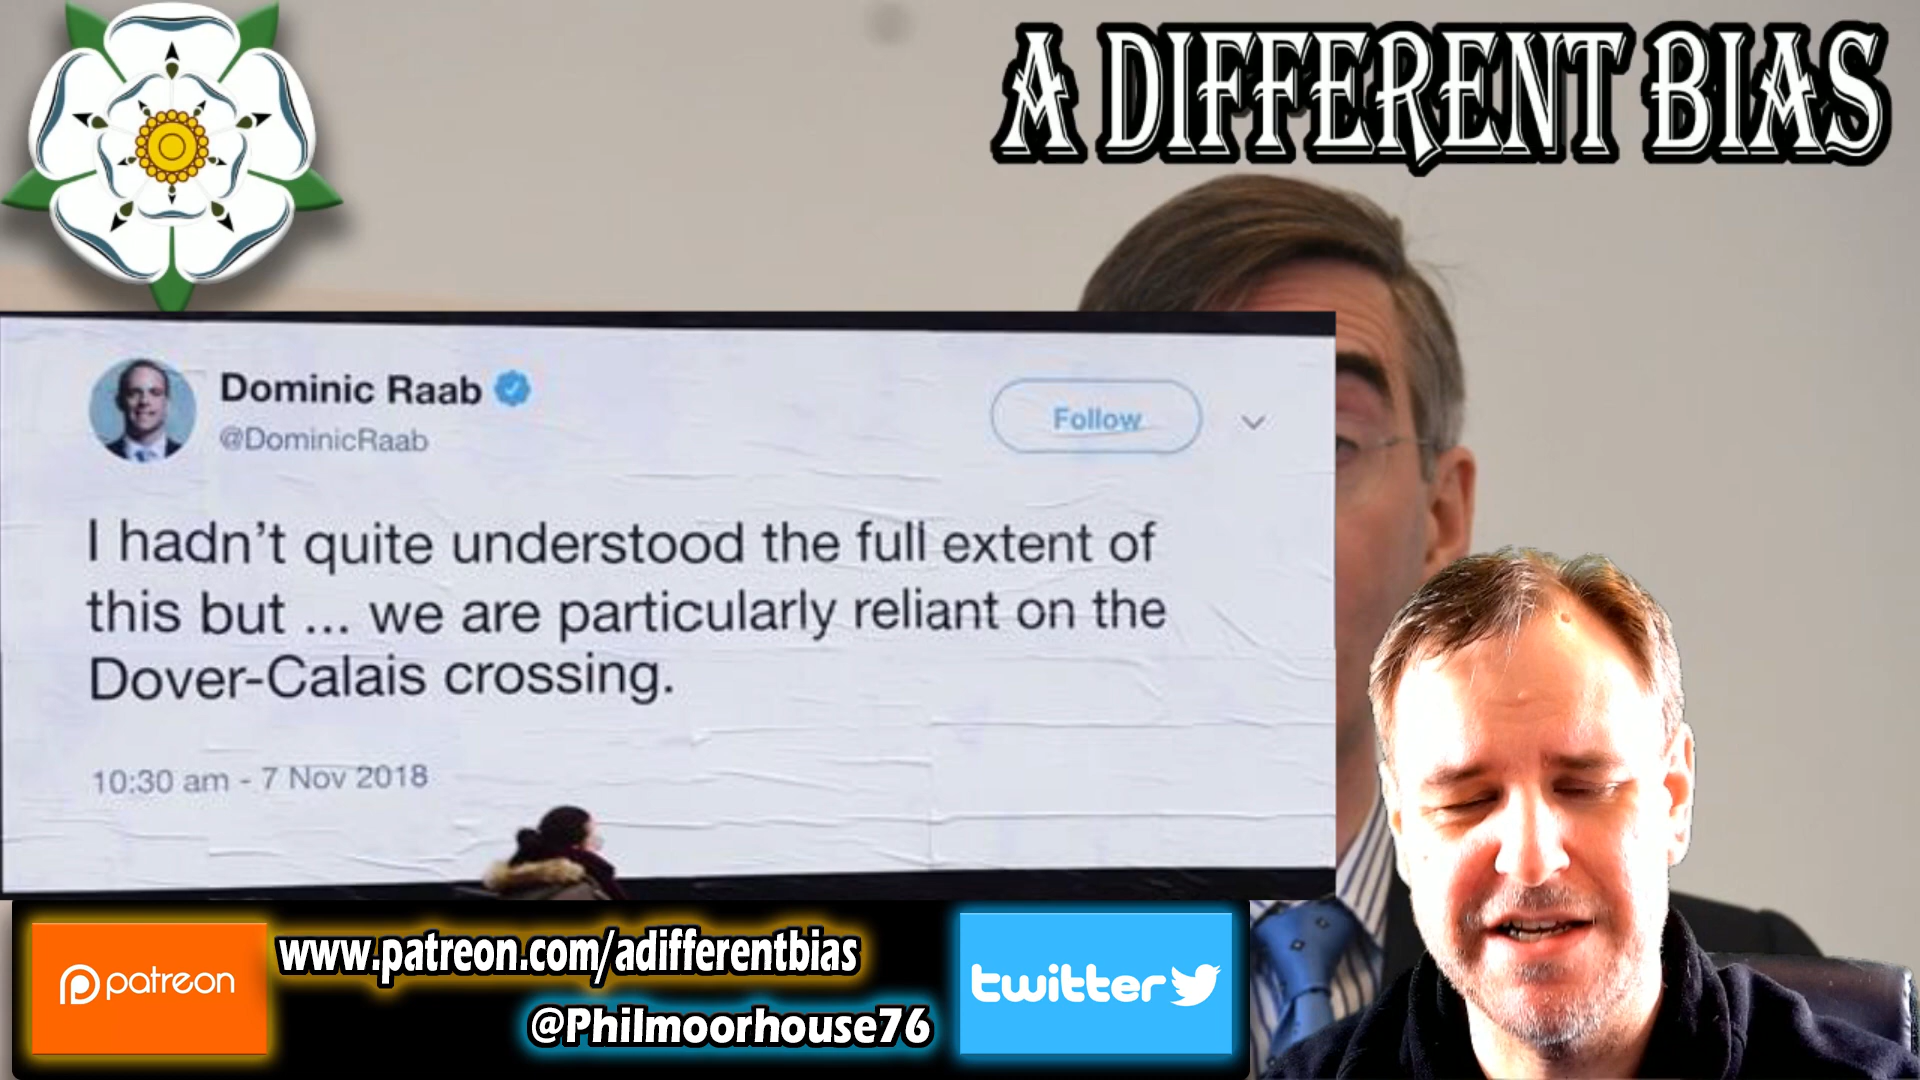 A DIFFERENT BIAS
Dominic Raab
@DominicRaab
Follow
I hadn't quite understood the full extent of
this but ... we are particularly reliant on the
Dover-Calais crossing.
10:30 am - 7 Nov 2018
patreon
www.patreon.com/adifferentbias
@Philmoorhouse76
twitter